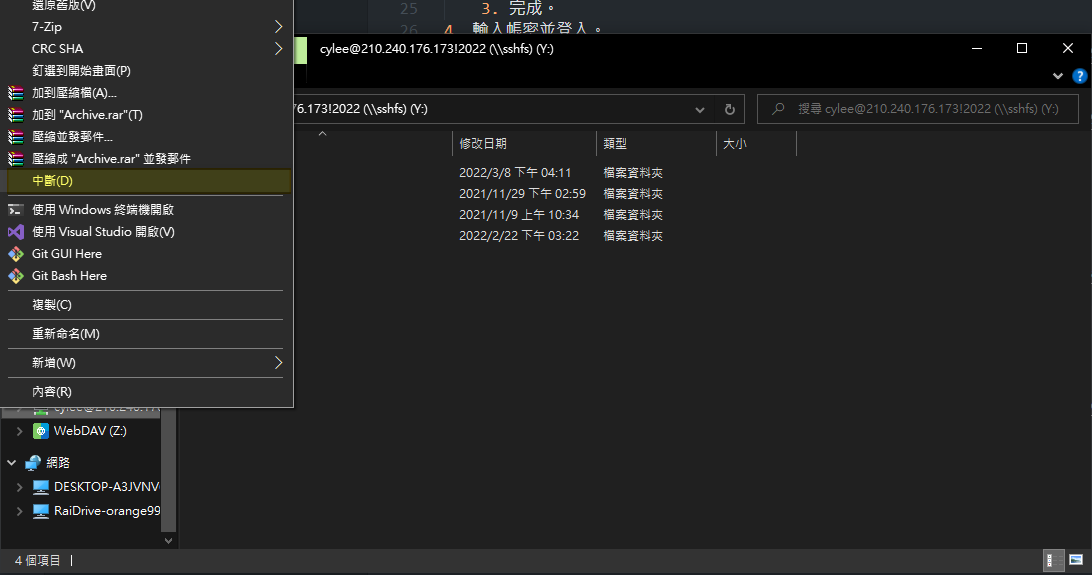 還原舊版(V)
7-Zip
CRC SHA
釘選到開始畫面(P)
加到壓縮檔(A)...
加到 "Archive.rar"(T)
壓縮並發郵件...
壓縮成 "Archive.rar" 並發郵件
中斷(D)
使用 Windows 終端機開啟
使用 Visual Studio 開啟(V)
Git GUI Here
Git Bash Here
複製(C)
重新命名(M)
新增(W)
內容(R)
25 3. 完成。
26 4. 輸入帳密並登入。
cylee@210.240.176.173!2022 (\\sshfs) (Y:)
6.173!2022 (\\sshfs) (Y:)
搜尋 cylee@210.240.176.173!2022 (\\sshfs) (Y:)
修改日期 類型 大小
2022/3/8 下午 04:11 檔案資料夾
2021/11/29 下午 02:59 檔案資料夾
2021/11/9 上午 10:34 檔案資料夾
2022/2/22 下午 03:22 檔案資料夾
cylee@210.240.176
WebDAV (Z:)
網路
DESKTOP-A3JVNV
RaiDrive-orange99
4 個項目